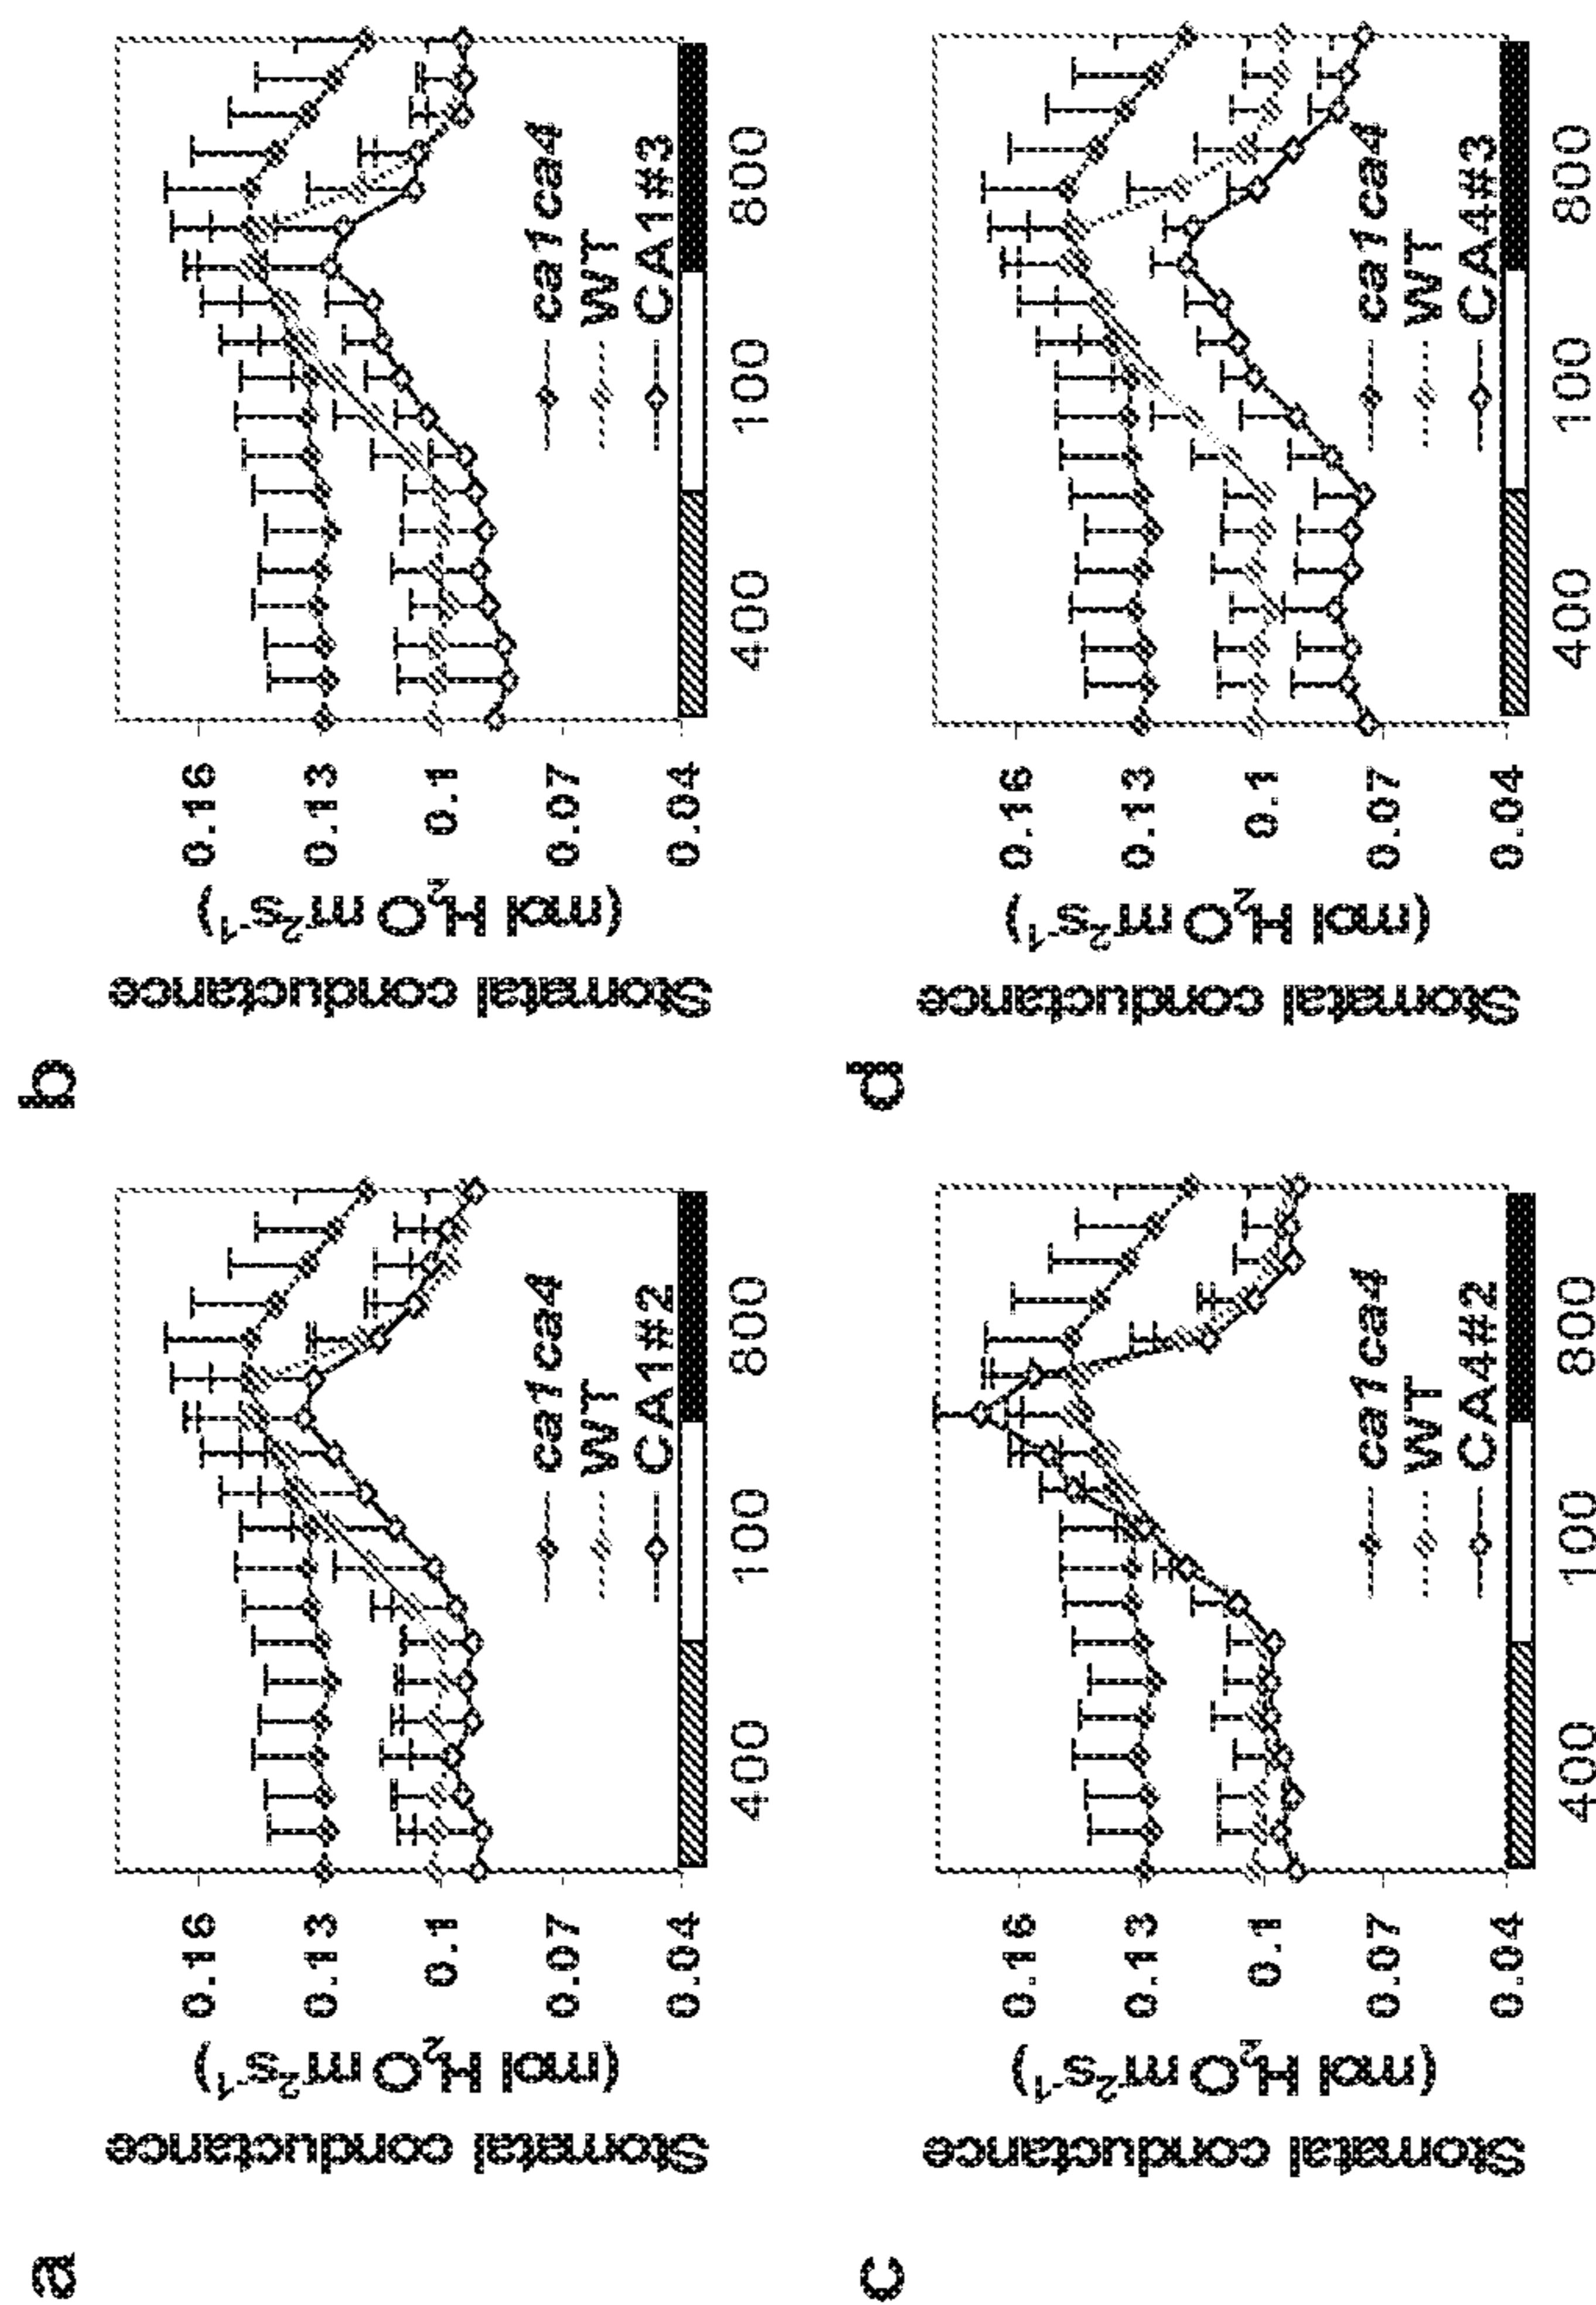 a
Stomatal conductance
(mol H₂O m⁻²s⁻¹)
0.16
0.13
0.1
0.07
0.04
ca1ca4
WT
CA1#2
400
100
800
b
Stomatal conductance
(mol H₂O m⁻²s⁻¹)
0.16
0.13
0.1
0.07
0.04
ca1ca4
WT
CA1#3
400
100
800
c
Stomatal conductance
(mol H₂O m⁻²s⁻¹)
0.16
0.13
0.1
0.07
0.04
ca1ca4
WT
CA4#2
400
100
800
d
Stomatal conductance
(mol H₂O m⁻²s⁻¹)
0.16
0.13
0.1
0.07
0.04
ca1ca4
WT
CA4#3
400
100
800